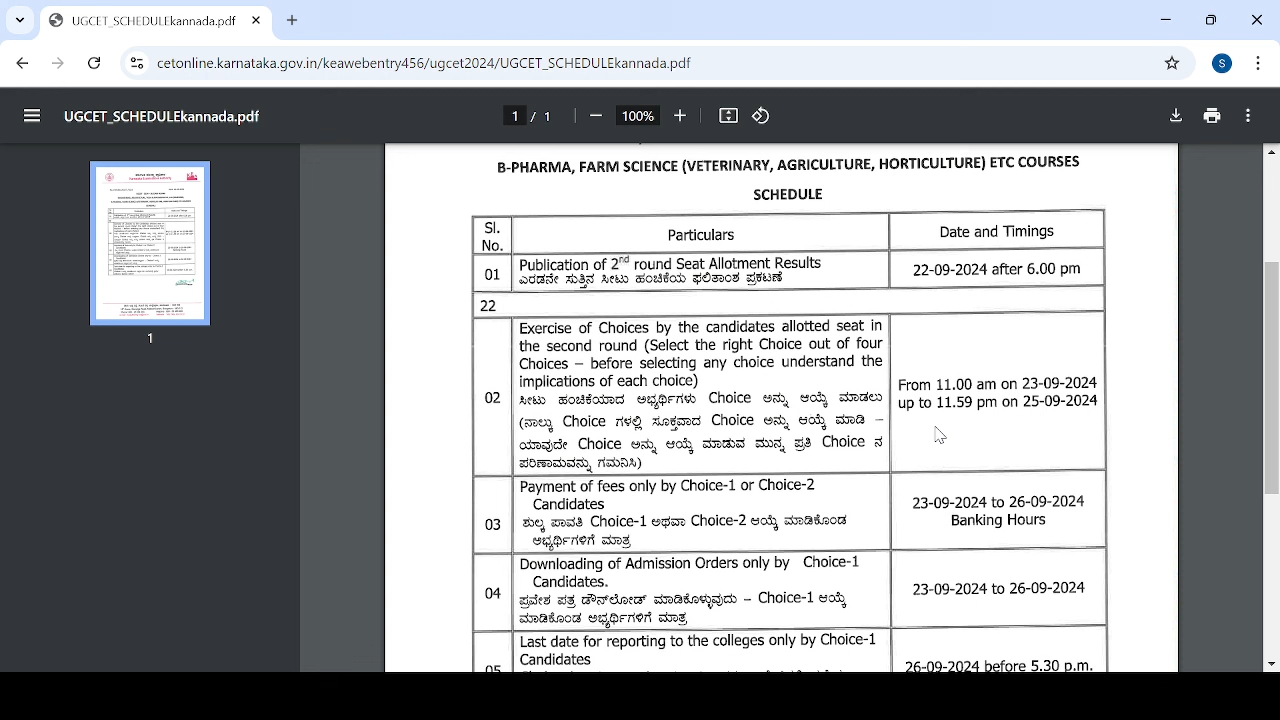 UGCET_SCHEDULEkannada.pdf
cetonline.karnataka.gov.in/keawebentry456/ugcet2024/UGCET_SCHEDULEkannada.pdf
S
UGCET_SCHEDULEkannada.pdf
1 / 1
100%
1
B-PHARMA, FARM SCIENCE (VETERINARY, AGRICULTURE, HORTICULTURE) ETC COURSES
SCHEDULE
Sl. No.
Particulars
Date and Timings
01
Publication of 2nd round Seat Allotment Results
ಎರಡನೇ ಸುತ್ತಿನ ಸೀಟು ಹಂಚಿಕೆಯ ಫಲಿತಾಂಶ ಪ್ರಕಟಣೆ
22-09-2024 after 6.00 pm
22
02
Exercise of Choices by the candidates allotted seat in
the second round (Select the right Choice out of four
Choices – before selecting any choice understand the
implications of each choice)
ಸೀಟು ಹಂಚಿಕೆಯಾದ ಅಭ್ಯರ್ಥಿಗಳು Choice ಅನ್ನು ಆಯ್ಕೆ ಮಾಡಲು
(ನಾಲ್ಕು Choice ಗಳಲ್ಲಿ ಸೂಕ್ತವಾದ Choice ಅನ್ನು ಆಯ್ಕೆ ಮಾಡಿ –
ಯಾವುದೇ Choice ಅನ್ನು ಆಯ್ಕೆ ಮಾಡುವ ಮುನ್ನ ಪ್ರತಿ Choice ನ
ಪರಿಣಾಮವನ್ನು ಗಮನಿಸಿ)
From 11.00 am on 23-09-2024
up to 11.59 pm on 25-09-2024
03
Payment of fees only by Choice-1 or Choice-2
Candidates
ಶುಲ್ಕ ಪಾವತಿ Choice-1 ಅಥವಾ Choice-2 ಆಯ್ಕೆ ಮಾಡಿಕೊಂಡ
ಅಭ್ಯರ್ಥಿಗಳಿಗೆ ಮಾತ್ರ
23-09-2024 to 26-09-2024
Banking Hours
04
Downloading of Admission Orders only by Choice-1
Candidates.
ಪ್ರವೇಶ ಪತ್ರ ಡೌನ್‌ಲೋಡ್ ಮಾಡಿಕೊಳ್ಳುವುದು – Choice-1 ಆಯ್ಕೆ
ಮಾಡಿಕೊಂಡ ಅಭ್ಯರ್ಥಿಗಳಿಗೆ ಮಾತ್ರ
23-09-2024 to 26-09-2024
05
Last date for reporting to the colleges only by Choice-1
Candidates
26-09-2024 before 5.30 p.m.